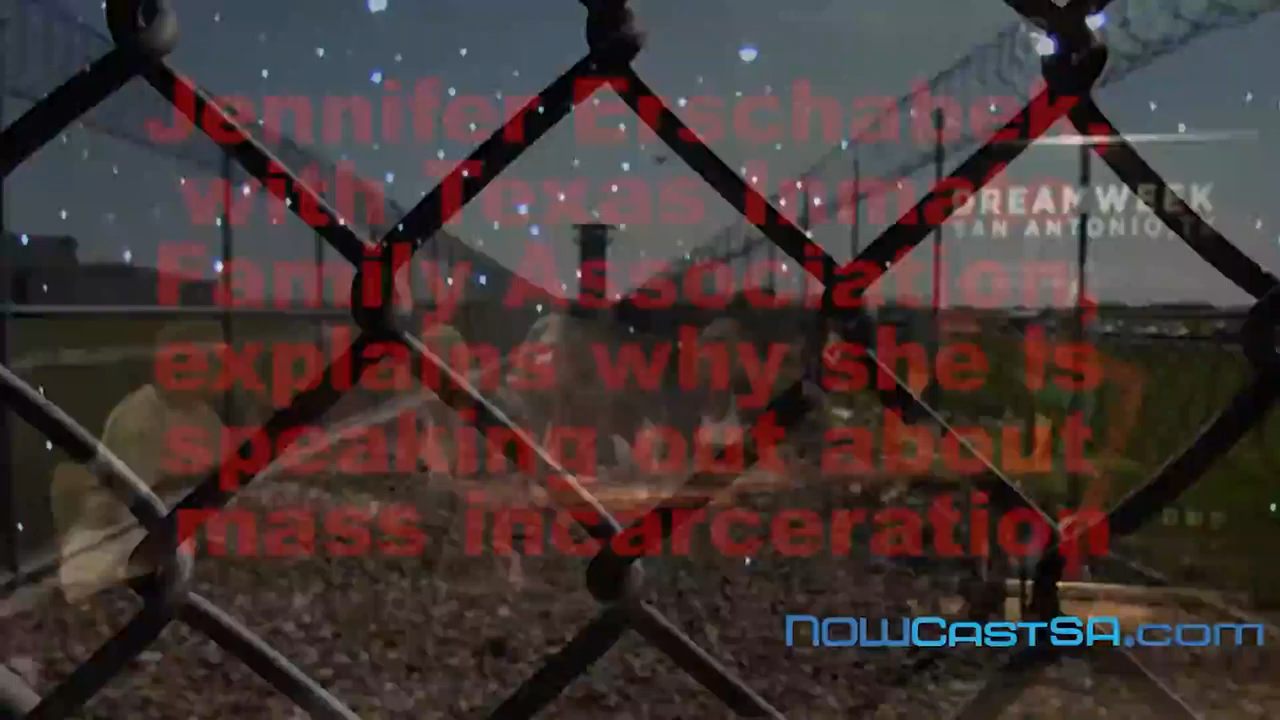 Jennifer Erschabek,
with Texas Inmate
Family Association,
explains why she is
speaking out about
mass incarceration
DREAMWEEK
SAN ANTONIO, TX
NOWCastSA.com